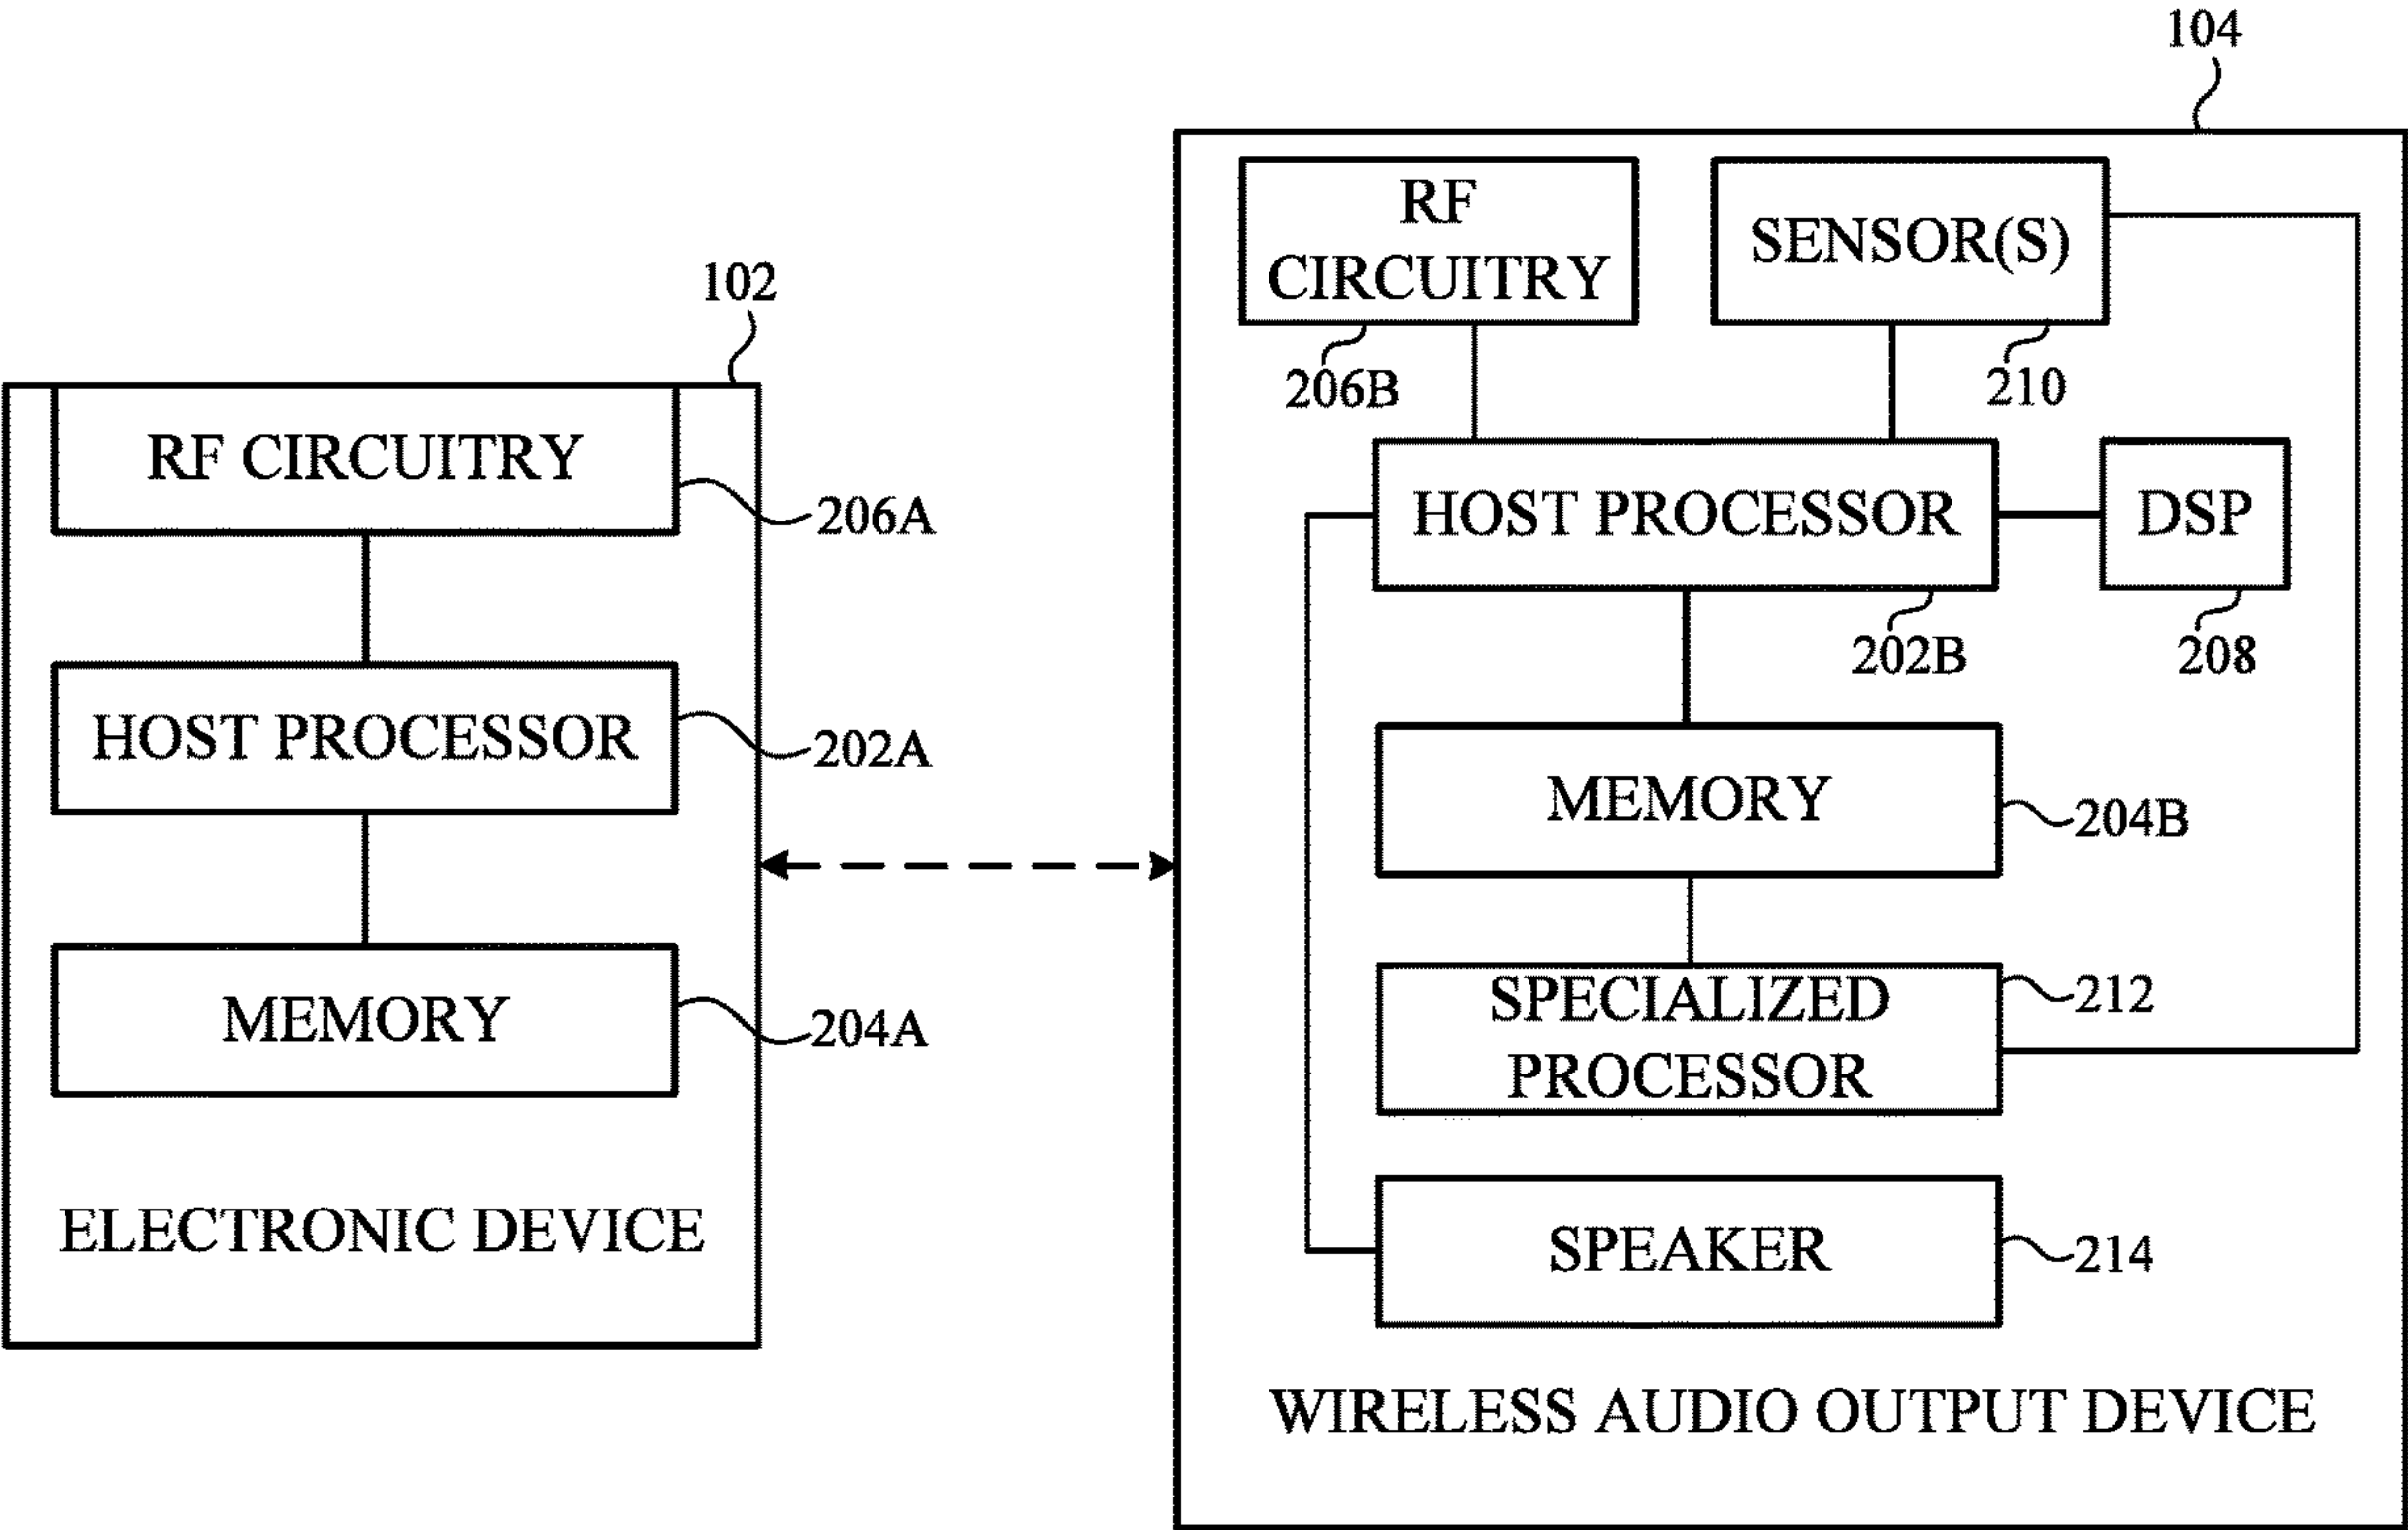 102
RF CIRCUITRY
206A
HOST PROCESSOR
202A
MEMORY
204A
ELECTRONIC DEVICE
104
RF
CIRCUITRY
206B
SENSOR(S)
210
HOST PROCESSOR
202B
DSP
208
MEMORY
204B
SPECIALIZED
PROCESSOR
212
SPEAKER
214
WIRELESS AUDIO OUTPUT DEVICE